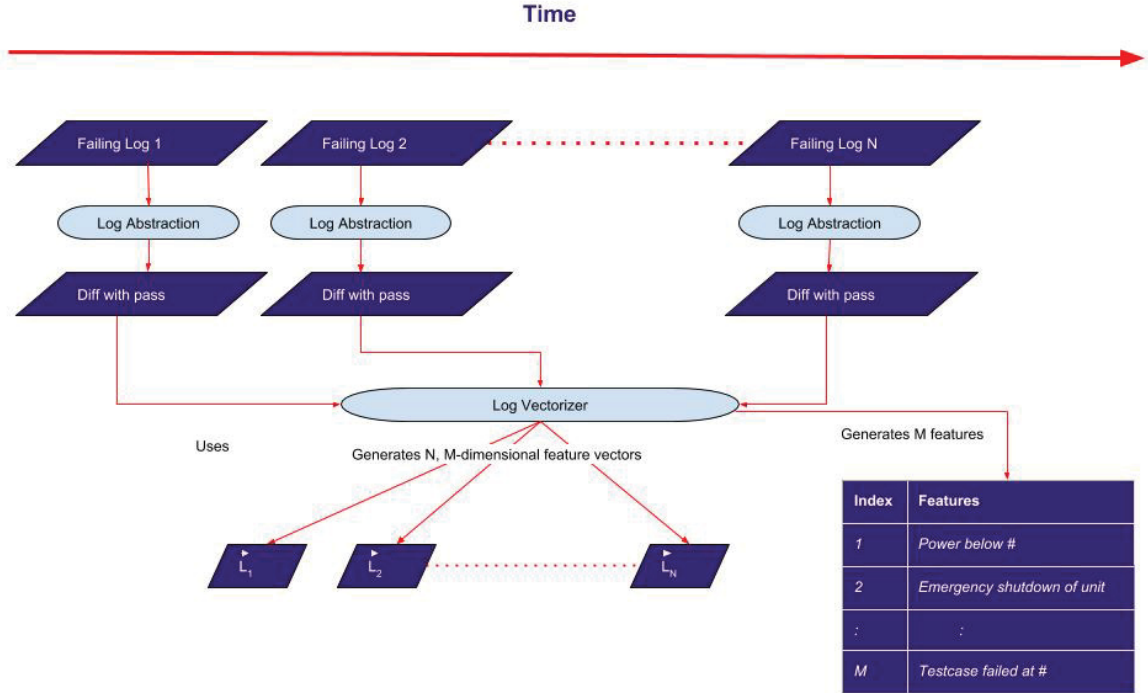 Time
Failing Log 1
Failing Log 2
Failing Log N
Log Abstraction
Log Abstraction
Log Abstraction
Diff with pass
Diff with pass
Diff with pass
Log Vectorizer
Uses
Generates N, M-dimensional feature vectors
Generates M features
L1
L2
LN
Index Features
1 Power below #
2 Emergency shutdown of unit
: :
M Testcase failed at #